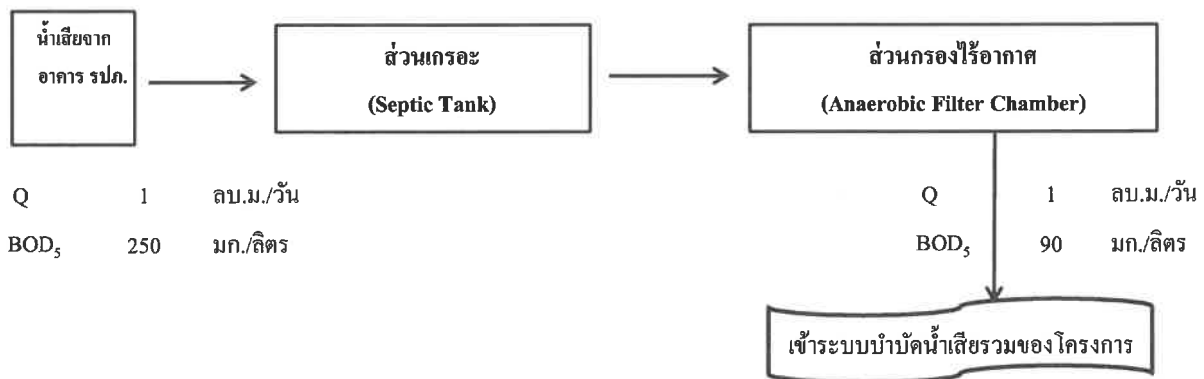 น้ำเสียจาก
อาคาร รปภ.
ส่วนเกรอะ
(Septic Tank)
ส่วนกรองไร้อากาศ
(Anaerobic Filter Chamber)
Q 1 ลบ.ม./วัน
BOD₅ 250 มก./ลิตร
Q 1 ลบ.ม./วัน
BOD₅ 90 มก./ลิตร
เข้าระบบบำบัดน้ำเสียรวมของโครงการ